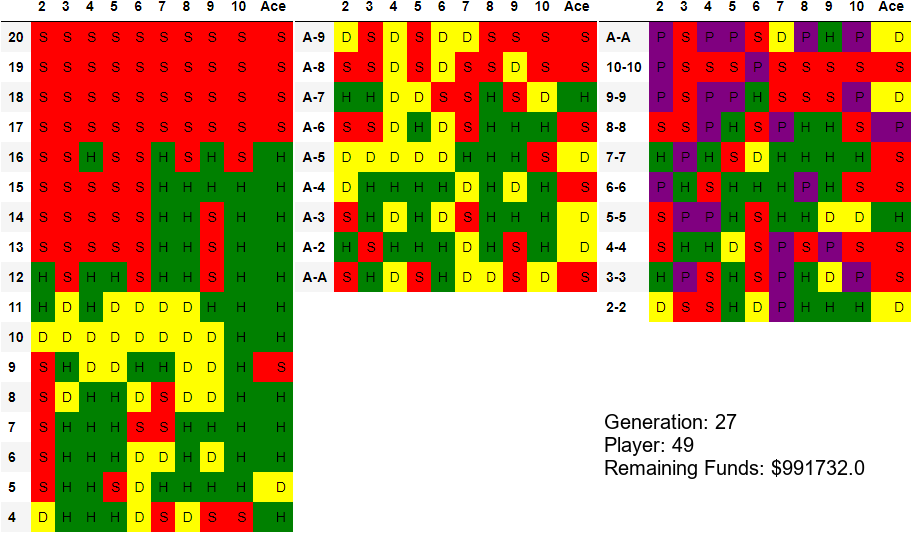 2 3 4 5 6 7 8 9 10 Ace
20 S S S S S S S S S S
19 S S S S S S S S S S
18 S S S S S S S S S S
17 S S S S S S S S S S
16 S S H S S H S H S H
15 S S S S S H H H H H
14 S S S S S H H S H H
13 S S S S S H H S H H
12 H S H H S H H S H H
11 H D H D D D D H H H
10 D D D D D D D D H H
9 S H D D H H D D H S
8 S D H H D S D D H H
7 S H H H S S H H H H
6 S H H H D D H D H H
5 S H H S D H H H H D
4 D H H H D S D S S H
2 3 4 5 6 7 8 9 10 Ace
A-9 D S D S D D S S S S
A-8 S S D S D S S D S S
A-7 H H D D S S H S D H
A-6 S S D H D S H H H S
A-5 D D D D D H H H S D
A-4 D H H H H D H D H S
A-3 S H D H D S H H H D
A-2 H S H H H D H S H D
A-A S H D S H D D S D S
2 3 4 5 6 7 8 9 10 Ace
A-A P S P P S D P H P D
10-10 P S S S P S S S S S
9-9 P S P P H S S S P D
8-8 S S P H S P H H S P
7-7 H P H S D H H H H S
6-6 P H S H H H P H S S
5-5 S P P H S H H D D H
4-4 S H H D S P S P S S
3-3 H P S H S P H D P S
2-2 D S S H D P H H H D
Generation: 27
Player: 49
Remaining Funds: $991732.0